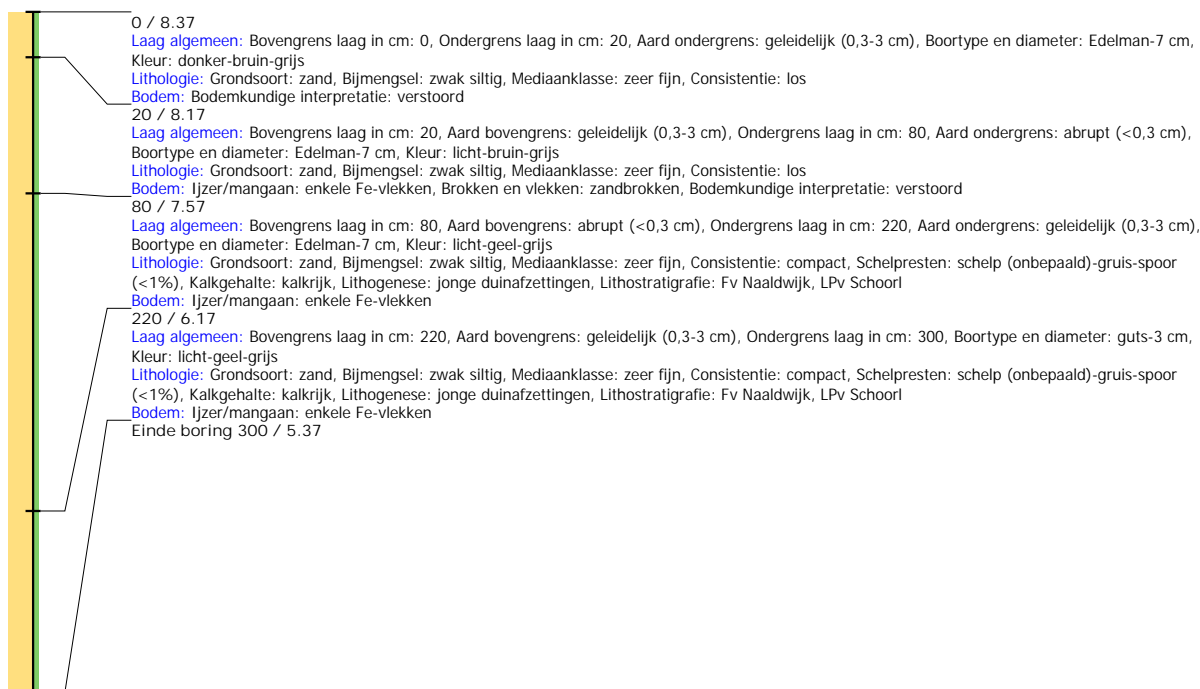 0 / 8.37
Laag algemeen: Bovengrens laag in cm: 0, Ondergrens laag in cm: 20, Aard ondergrens: geleidelijk (0,3-3 cm), Boortype en diameter: Edelman-7 cm,
Kleur: donker-bruin-grijs
Lithologie: Grondsoort: zand, Bijmengsel: zwak siltig, Mediaanklasse: zeer fijn, Consistentie: los
Bodem: Bodemkundige interpretatie: verstoord
20 / 8.17
Laag algemeen: Bovengrens laag in cm: 20, Aard bovengrens: geleidelijk (0,3-3 cm), Ondergrens laag in cm: 80, Aard ondergrens: abrupt (<0,3 cm),
Boortype en diameter: Edelman-7 cm, Kleur: licht-bruin-grijs
Lithologie: Grondsoort: zand, Bijmengsel: zwak siltig, Mediaanklasse: zeer fijn, Consistentie: los
Bodem: Ijzer/mangaan: enkele Fe-vlekken, Brokken en vlekken: zandbrokken, Bodemkundige interpretatie: verstoord
80 / 7.57
Laag algemeen: Bovengrens laag in cm: 80, Aard bovengrens: abrupt (<0,3 cm), Ondergrens laag in cm: 220, Aard ondergrens: geleidelijk (0,3-3 cm),
Boortype en diameter: Edelman-7 cm, Kleur: licht-geel-grijs
Lithologie: Grondsoort: zand, Bijmengsel: zwak siltig, Mediaanklasse: zeer fijn, Consistentie: compact, Schelpresten: schelp (onbepaald)-gruis-spoor
(<1%), Kalkgehalte: kalkrijk, Lithogenese: jonge duinafzettingen, Lithostratigrafie: Fv Naaldwijk, LPv Schoorl
Bodem: Ijzer/mangaan: enkele Fe-vlekken
220 / 6.17
Laag algemeen: Bovengrens laag in cm: 220, Aard bovengrens: geleidelijk (0,3-3 cm), Ondergrens laag in cm: 300, Boortype en diameter: guts-3 cm,
Kleur: licht-geel-grijs
Lithologie: Grondsoort: zand, Bijmengsel: zwak siltig, Mediaanklasse: zeer fijn, Consistentie: compact, Schelpresten: schelp (onbepaald)-gruis-spoor
(<1%), Kalkgehalte: kalkrijk, Lithogenese: jonge duinafzettingen, Lithostratigrafie: Fv Naaldwijk, LPv Schoorl
Bodem: Ijzer/mangaan: enkele Fe-vlekken
Einde boring 300 / 5.37